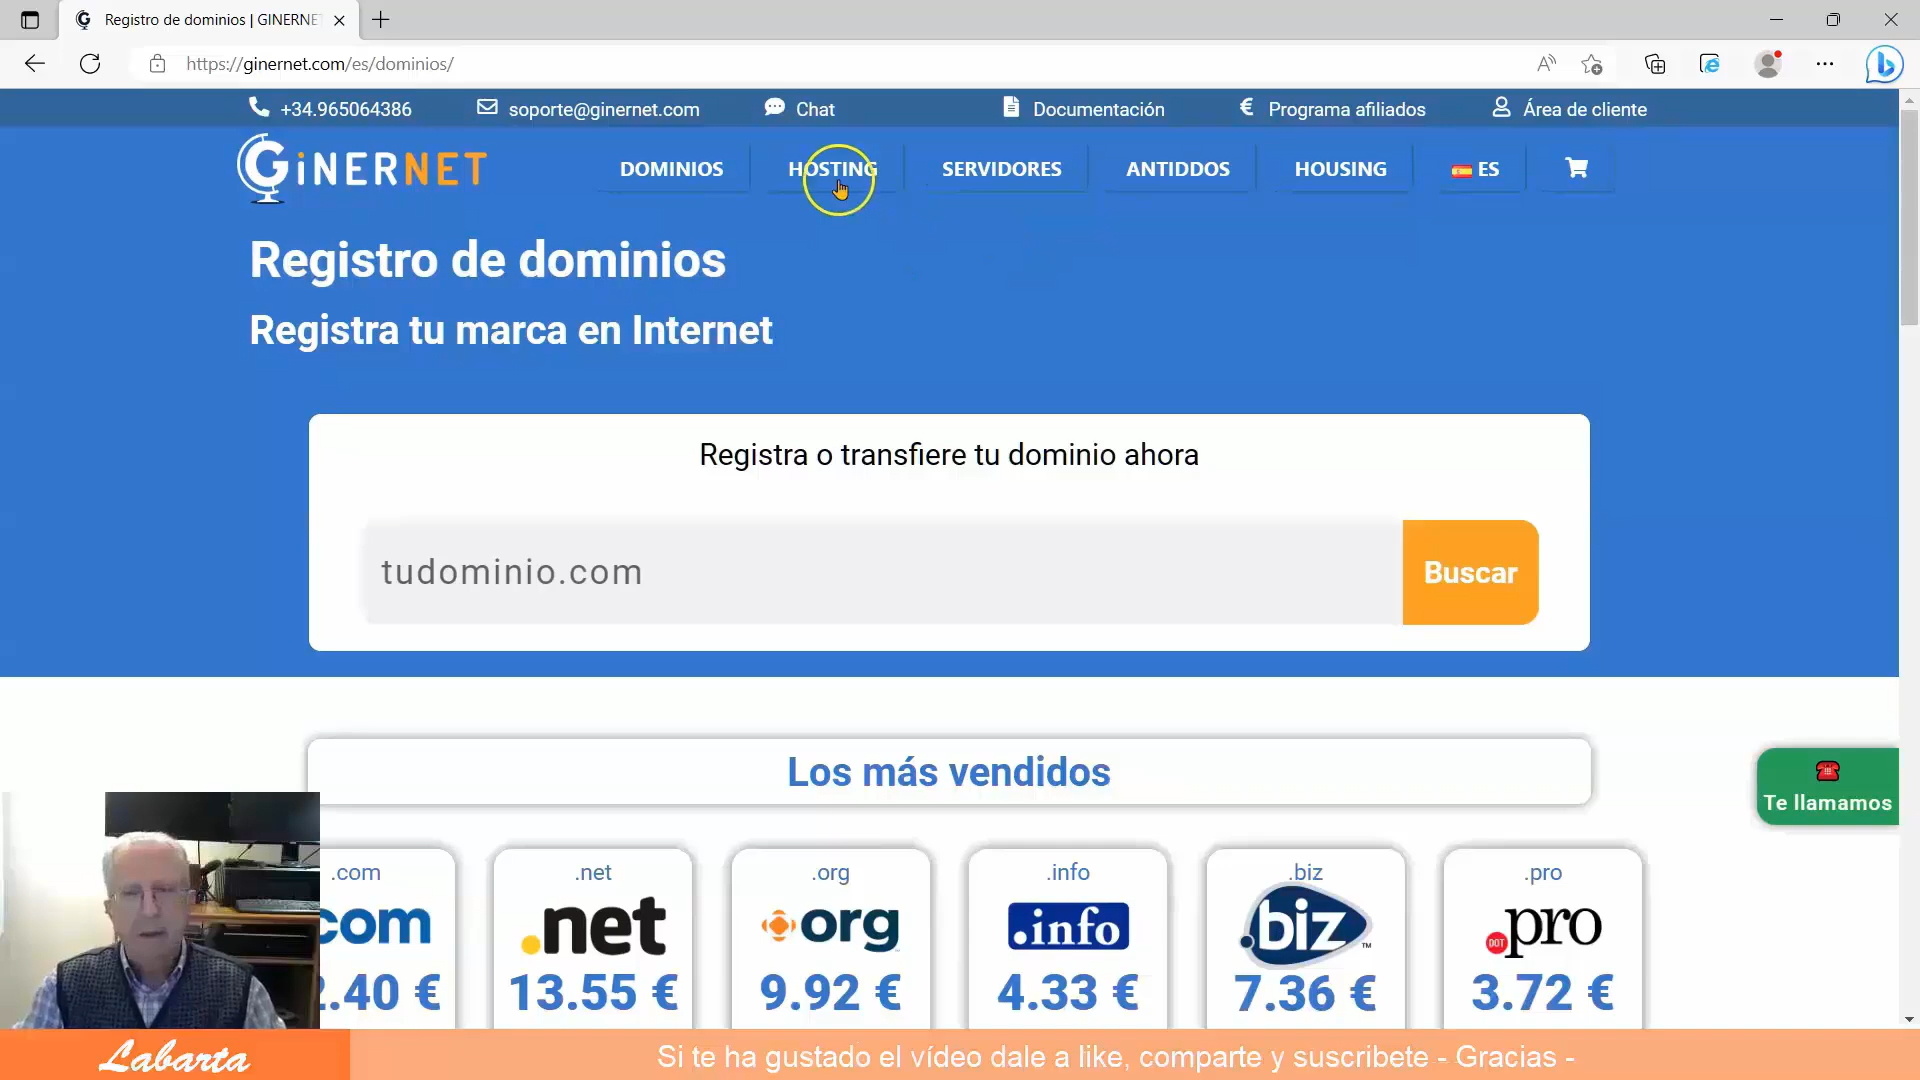 Registro de dominios | GINERNE
https://ginernet.com/es/dominios/
+34.965064386
soporte@ginernet.com
Chat
Documentación
Programa afiliados
Área de cliente
GiNERNET
DOMINIOS
HOSTING
SERVIDORES
ANTIDDOS
HOUSING
ES
Registro de dominios
Registra tu marca en Internet
Registra o transfiere tu dominio ahora
tudominio.com
Buscar
Los más vendidos
Te llamamos
.com
.net
.org
.info
.biz
.pro
com
.net
org
.info
.biz™
DOT pro
2.40 €
13.55 €
9.92 €
4.33 €
7.36 €
3.72 €
Labarta
Si te ha gustado el vídeo dale a like, comparte y suscribete - Gracias -